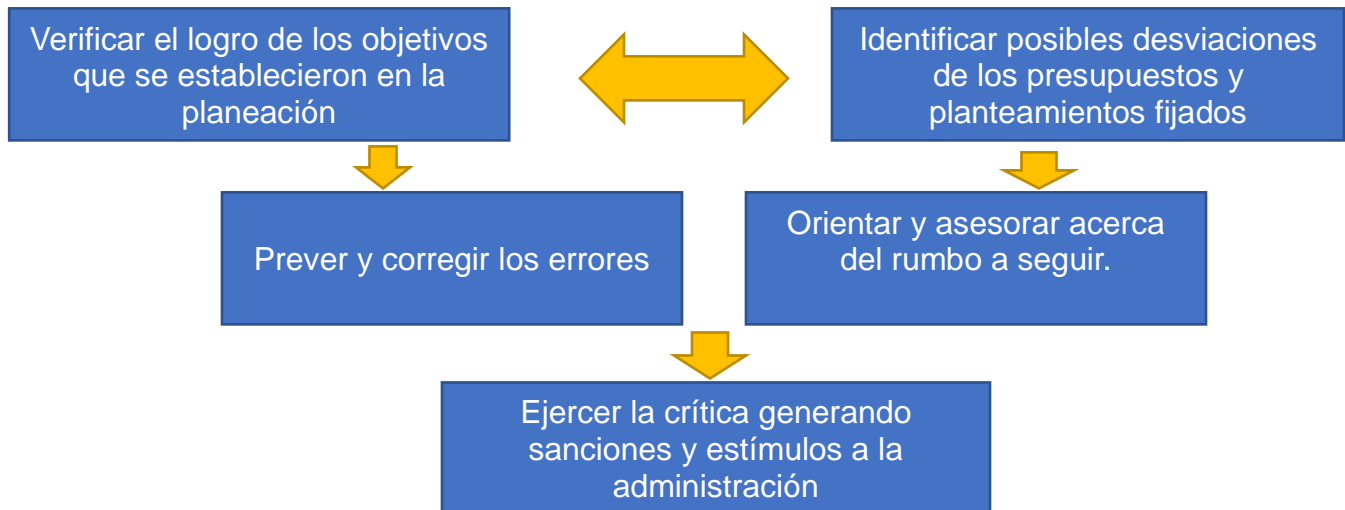 Verificar el logro de los objetivos
que se establecieron en la
planeación
Identificar posibles desviaciones
de los presupuestos y
planteamientos fijados
Prever y corregir los errores
Orientar y asesorar acerca
del rumbo a seguir.
Ejercer la crítica generando
sanciones y estímulos a la
administración